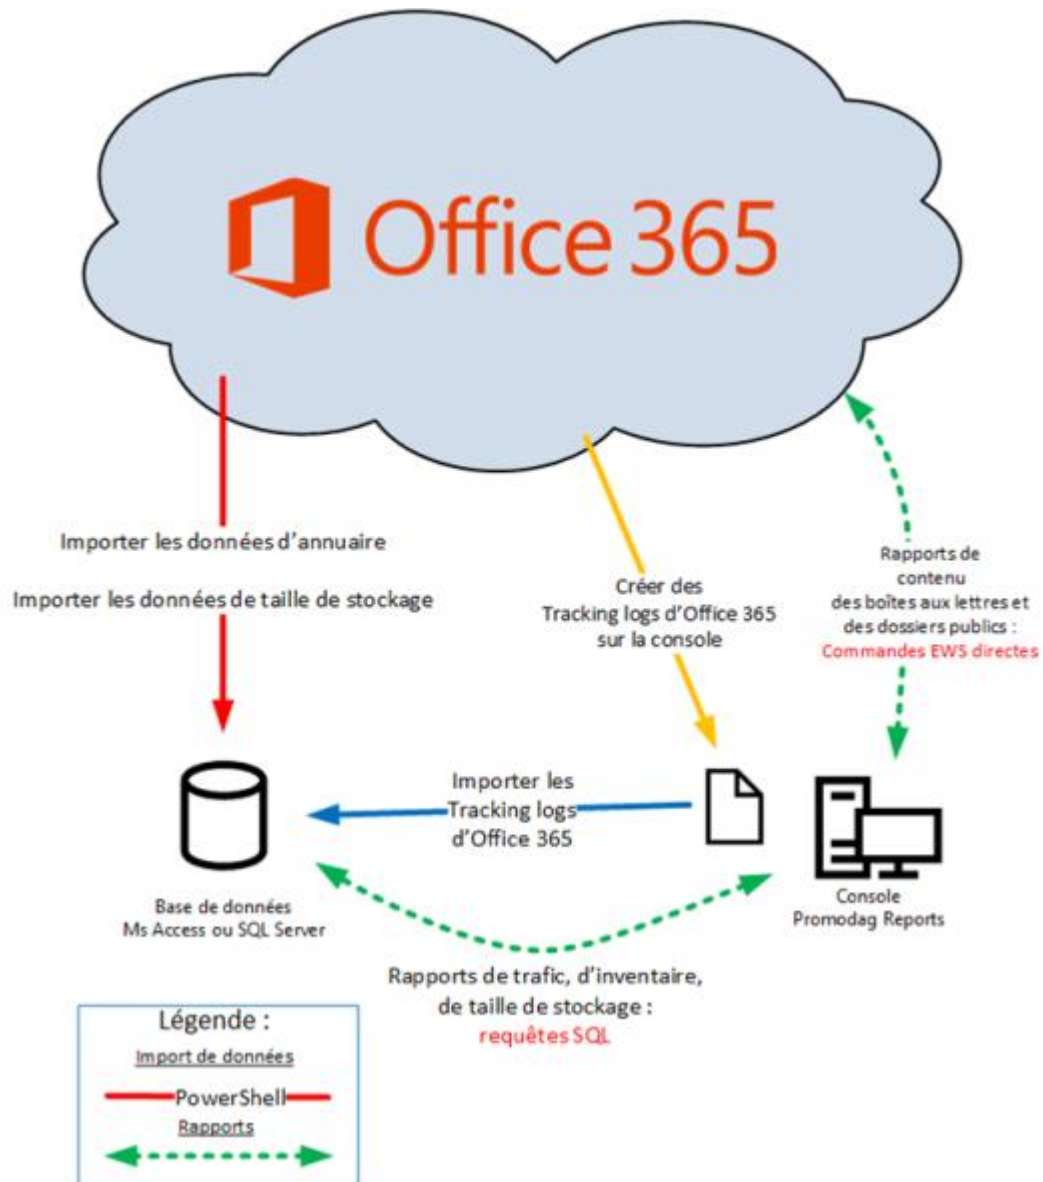 Office 365
Importer les données d'annuaire
Importer les données de taille de stockage
Créer des
Tracking logs d'Office 365
sur la console
Rapports de
contenu
des boîtes aux lettres et
des dossiers publics :
Commandes EWS directes
Importer les
Tracking logs
d'Office 365
Base de données
Ms Access ou SQL Server
Console
Promodag Reports
Rapports de trafic, d'inventaire,
de taille de stockage :
requêtes SQL
Légende :
Import de données
PowerShell
Rapports